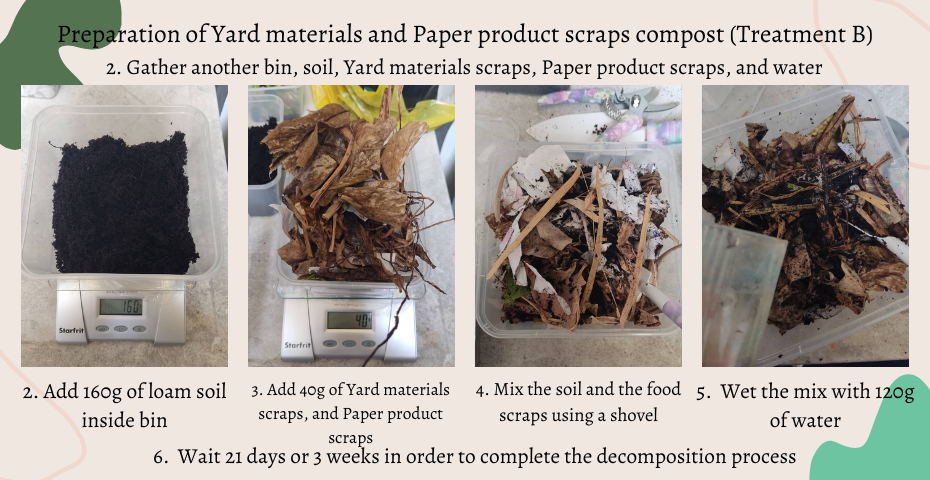 Preparation of Yard materials and Paper product scraps compost (Treatment B)
2. Gather another bin, soil, Yard materials scraps, Paper product scraps, and water
160
Starfrit
40
Starfrit
2. Add 160g of loam soil
inside bin
3. Add 40g of Yard materials
scraps, and Paper product
scraps
4. Mix the soil and the food
scraps using a shovel
5. Wet the mix with 120g
of water
6. Wait 21 days or 3 weeks in order to complete the decomposition process